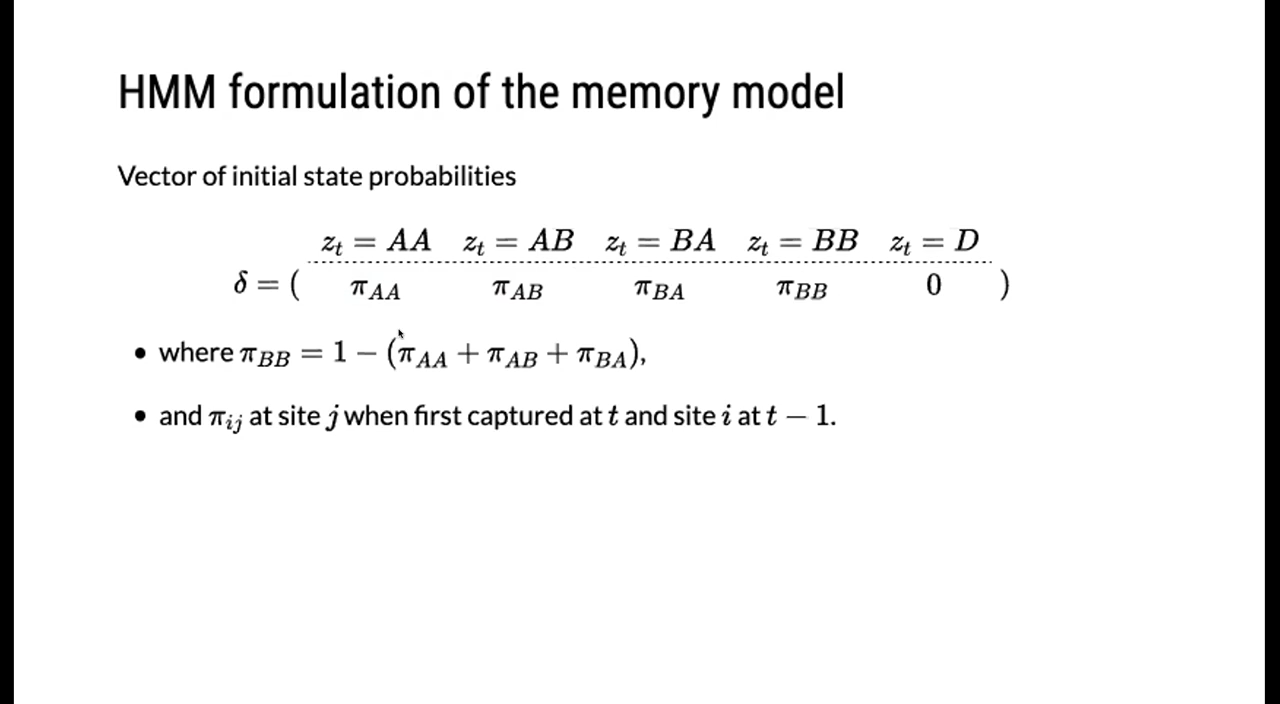 HMM formulation of the memory model
Vector of initial state probabilities
z_t = AA z_t = AB z_t = BA z_t = BB z_t = D
δ = ( π_AA π_AB π_BA π_BB 0 )
• where π_BB = 1 − (π_AA + π_AB + π_BA),
• and π_ij at site j when first captured at t and site i at t − 1.